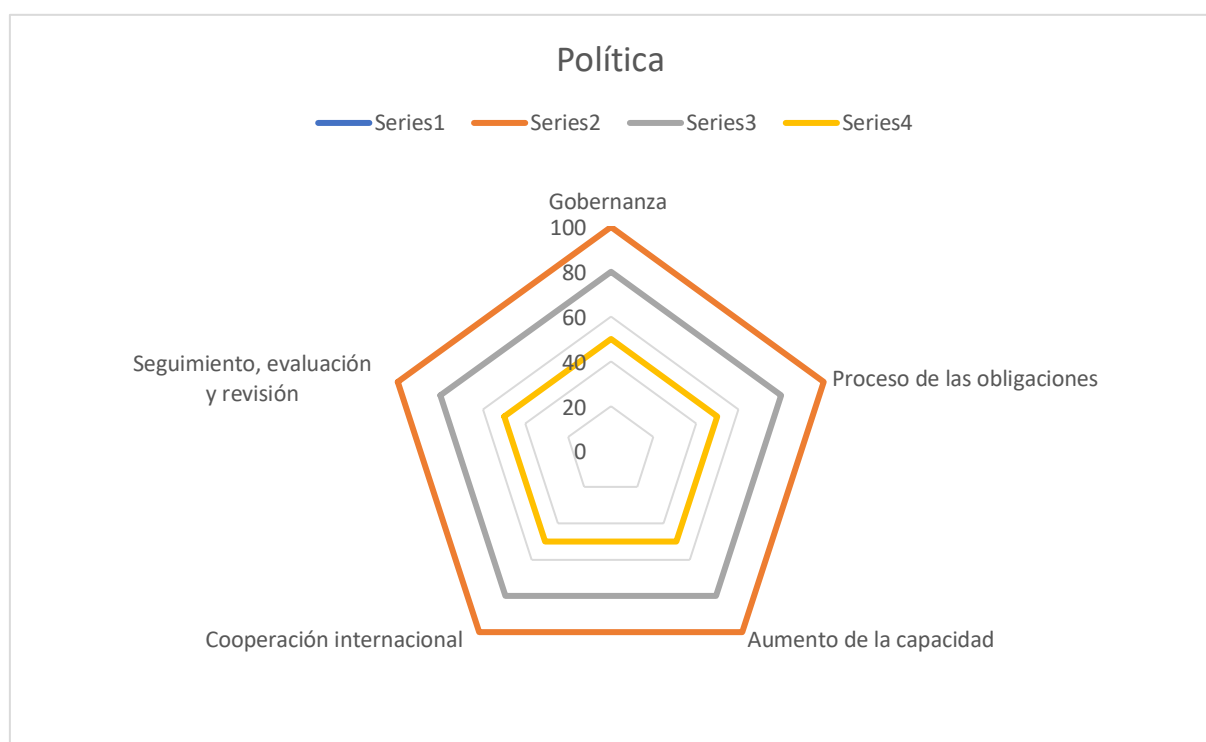 Política
Series1 Series2 Series3 Series4
Gobernanza
100
80
60
40
20
0
Proceso de las obligaciones
Aumento de la capacidad
Cooperación internacional
Seguimiento, evaluación
y revisión